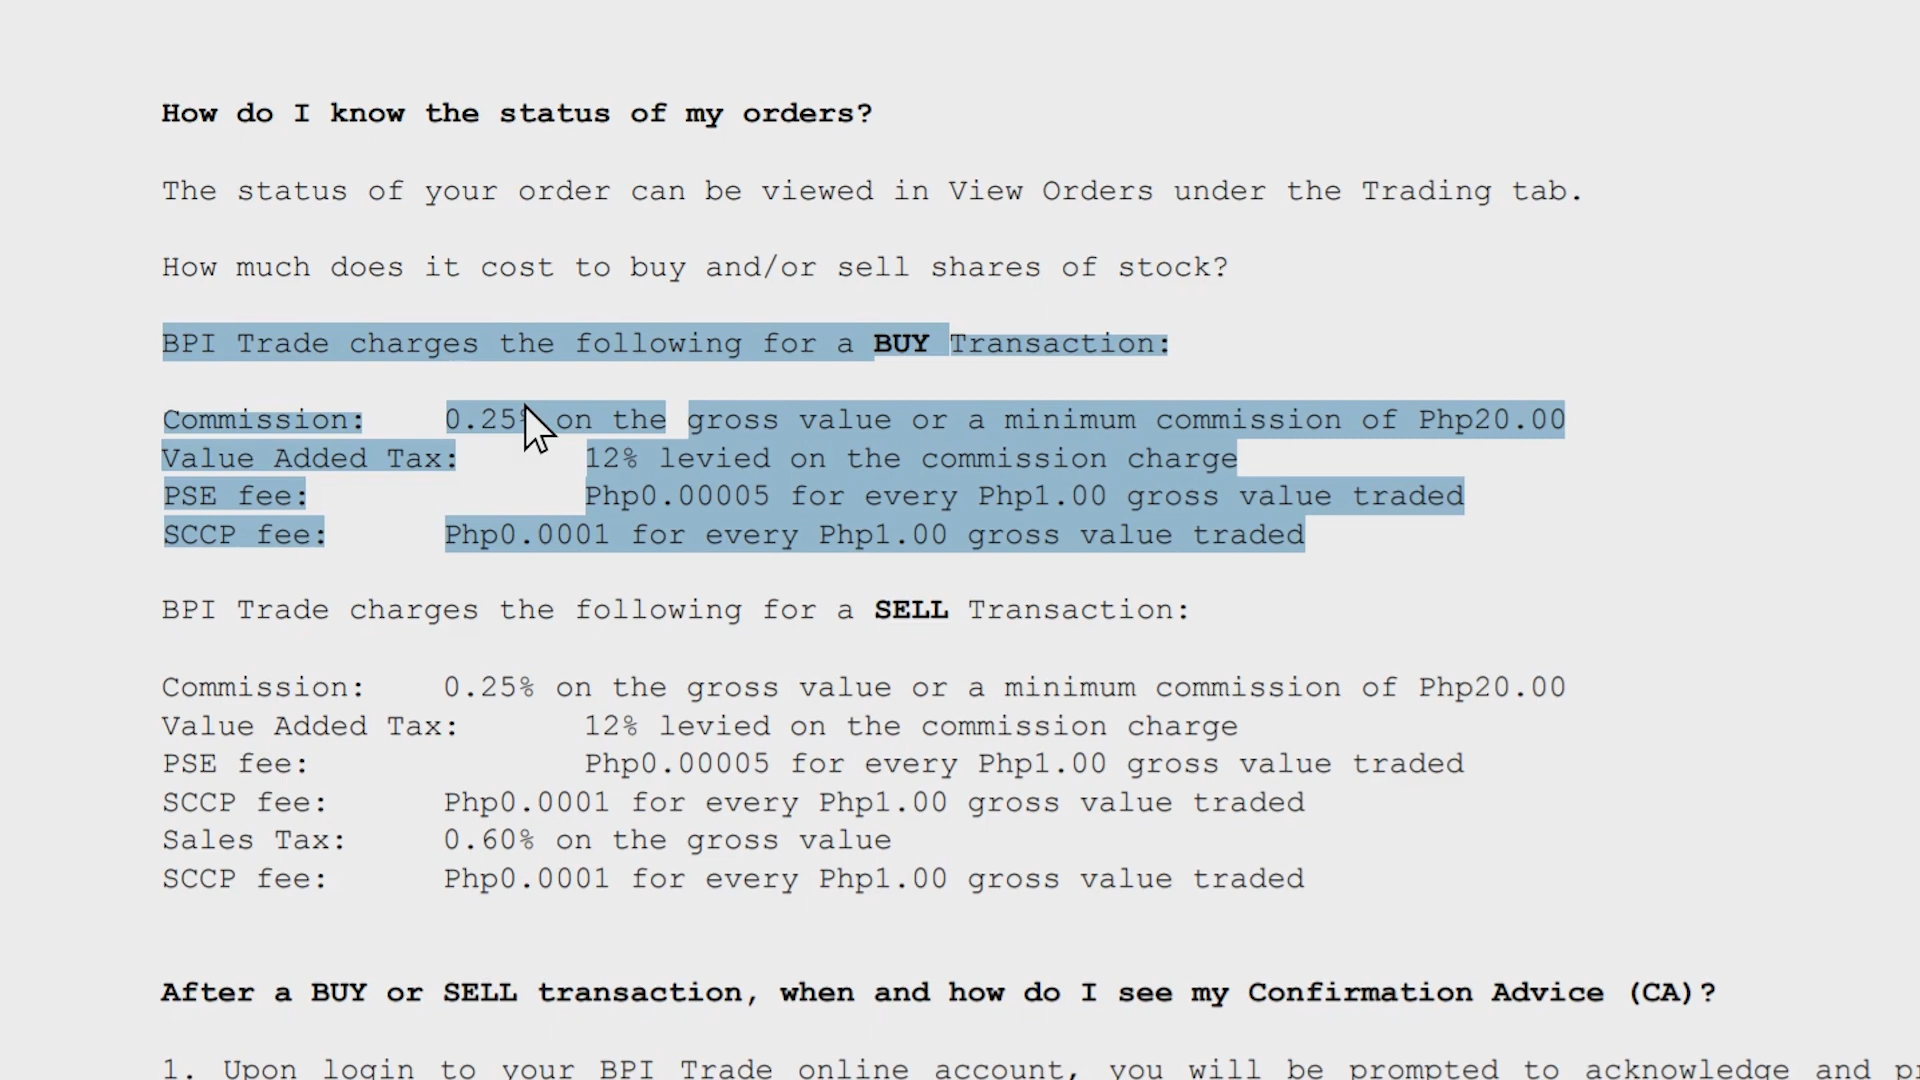 How do I know the status of my orders?
The status of your order can be viewed in View Orders under the Trading tab.
How much does it cost to buy and/or sell shares of stock?
BPI Trade charges the following for a BUY Transaction:
Commission: 0.25% on the gross value or a minimum commission of Php20.00
Value Added Tax: 12% levied on the commission charge
PSE fee: Php0.00005 for every Php1.00 gross value traded
SCCP fee: Php0.0001 for every Php1.00 gross value traded
BPI Trade charges the following for a SELL Transaction:
Commission: 0.25% on the gross value or a minimum commission of Php20.00
Value Added Tax: 12% levied on the commission charge
PSE fee: Php0.00005 for every Php1.00 gross value traded
SCCP fee: Php0.0001 for every Php1.00 gross value traded
Sales Tax: 0.60% on the gross value
SCCP fee: Php0.0001 for every Php1.00 gross value traded
After a BUY or SELL transaction, when and how do I see my Confirmation Advice (CA)?
1. Upon login to your BPI Trade online account, you will be prompted to acknowledge and